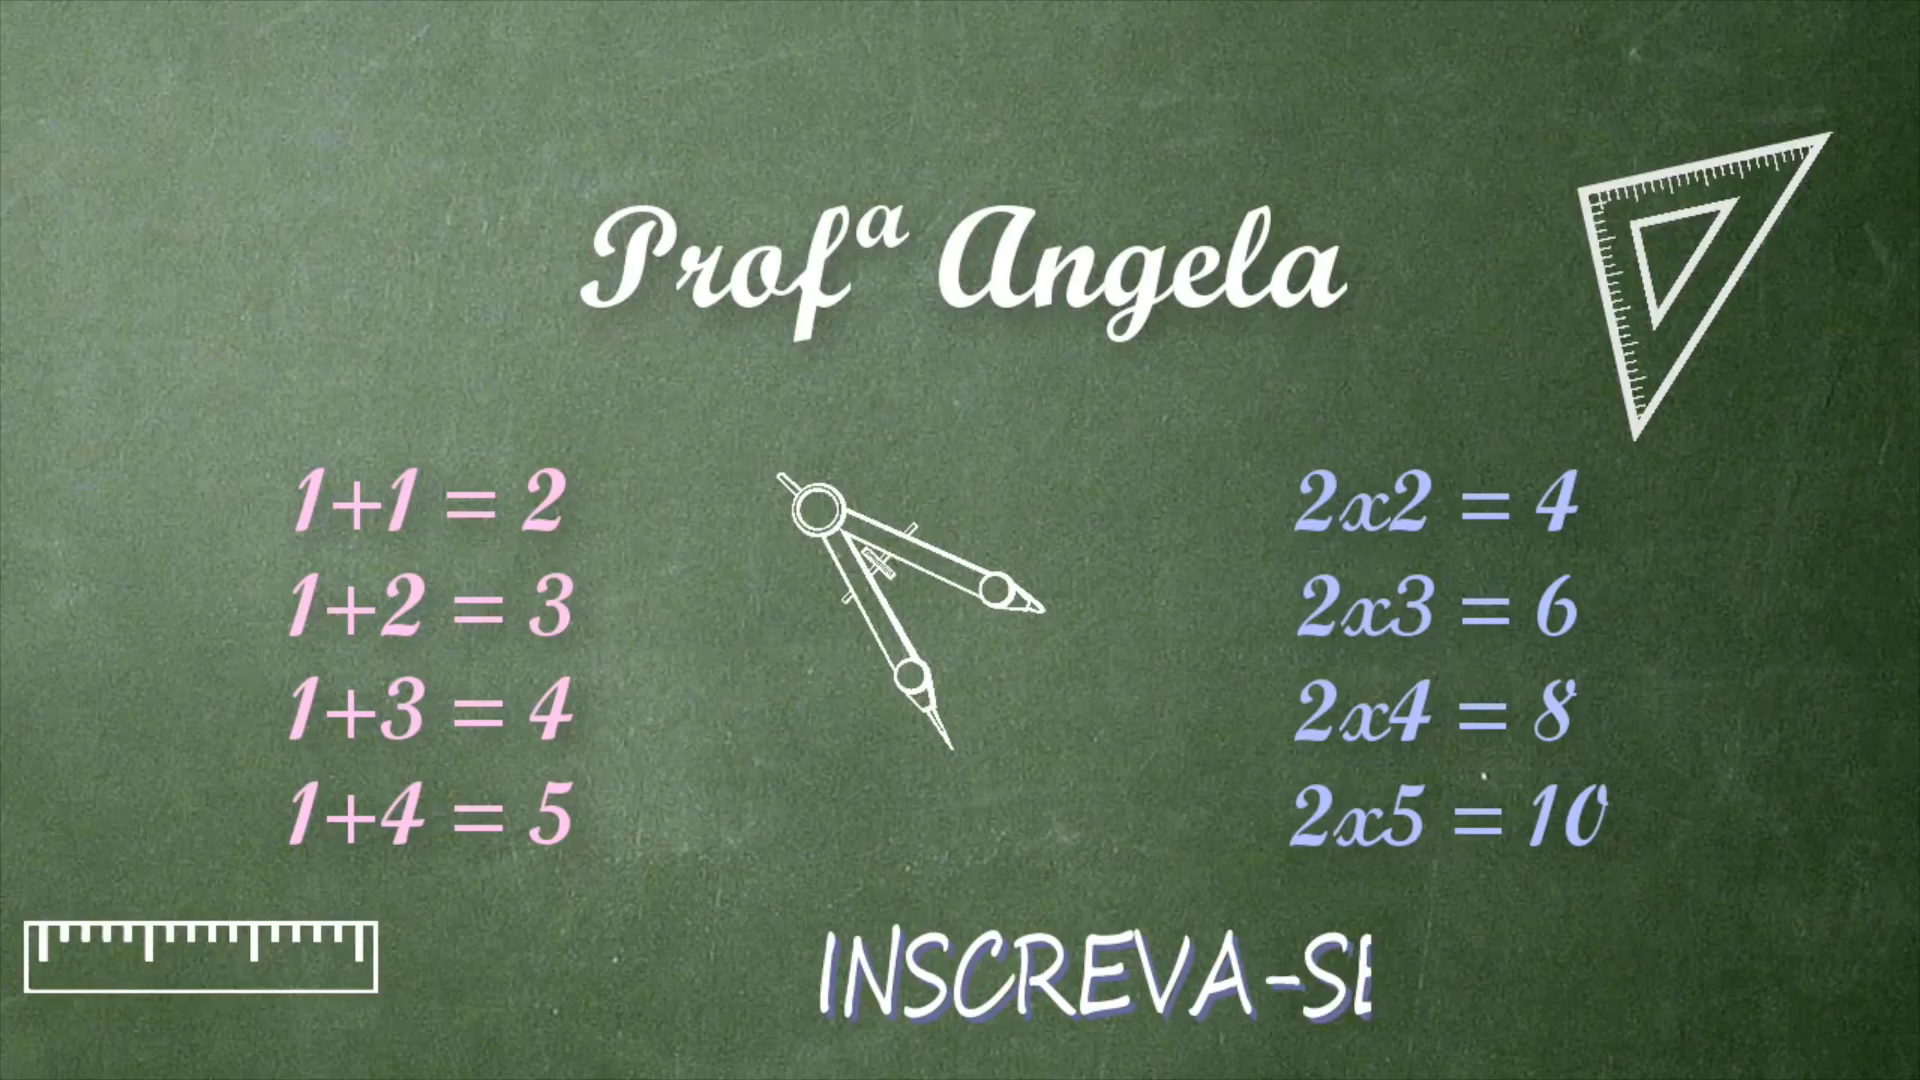 Profª Angela
1+1 = 2
1+2 = 3
1+3 = 4
1+4 = 5
2x2 = 4
2x3 = 6
2x4 = 8
2x5 = 10
INSCREVA-SE